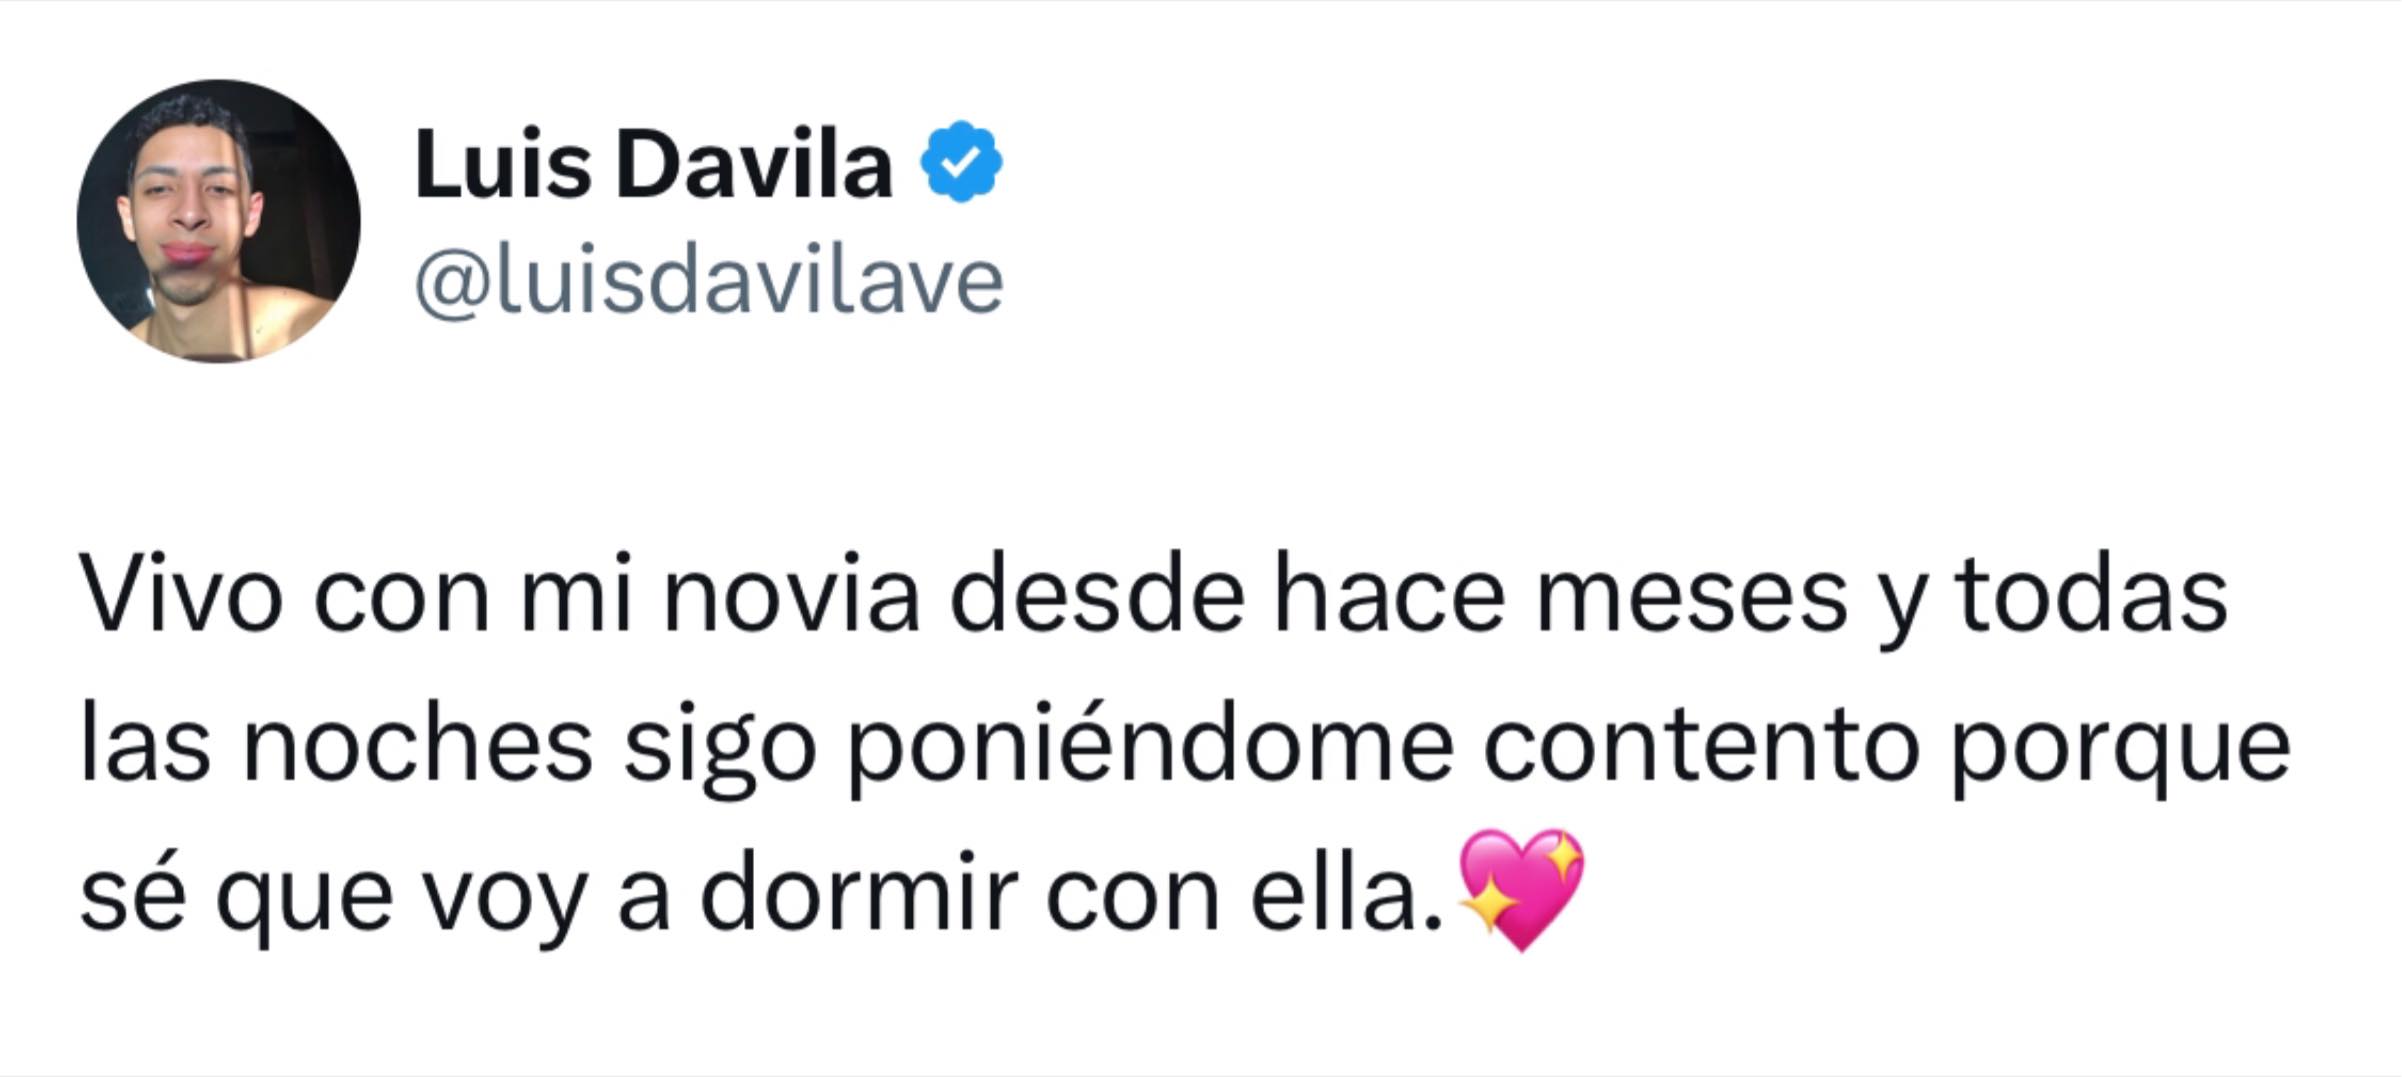 Luis Davila
@luisdavilave
Vivo con mi novia desde hace meses y todas
las noches sigo poniéndome contento porque
sé que voy a dormir con ella.💖